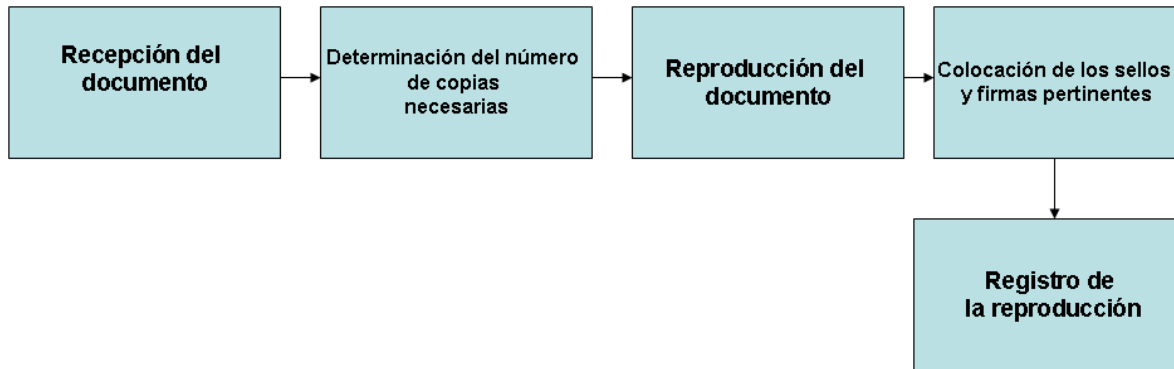 Recepción del
documento
Determinación del número
de copias
necesarias
Reproducción del
documento
Colocación de los sellos
y firmas pertinentes
Registro de
la reproducción